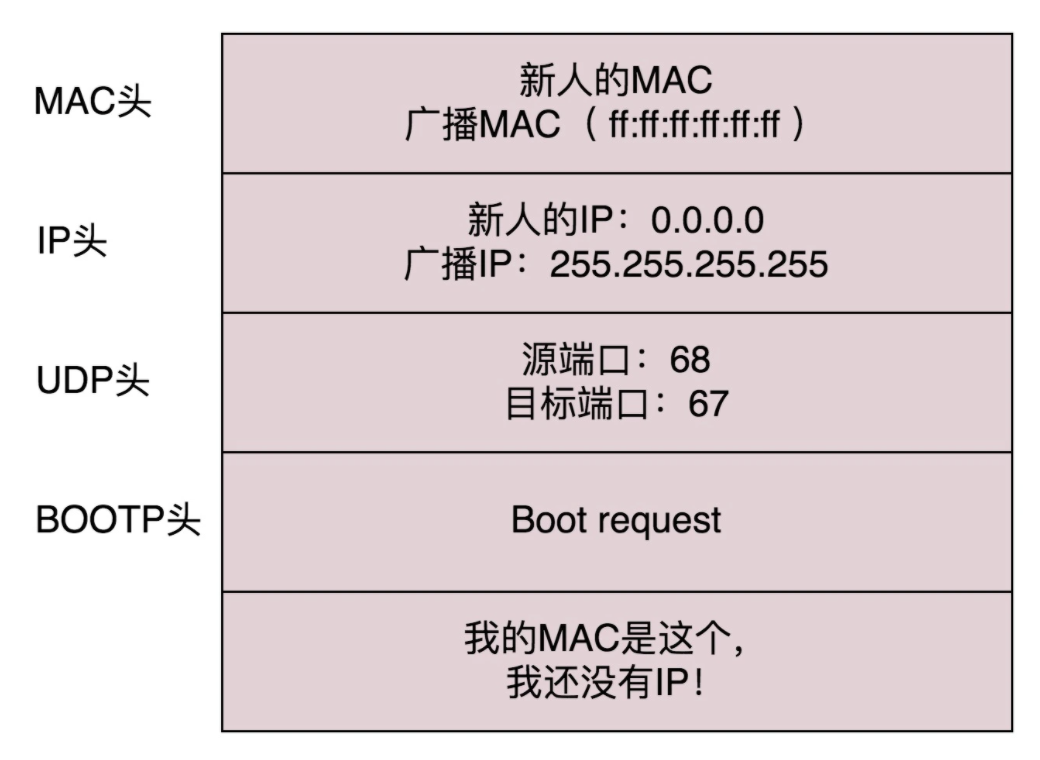 MAC头
新人的MAC
广播MAC（ff:ff:ff:ff:ff:ff）
IP头
新人的IP：0.0.0.0
广播IP：255.255.255.255
UDP头
源端口：68
目标端口：67
BOOTP头
Boot request
我的MAC是这个，
我还没有IP！